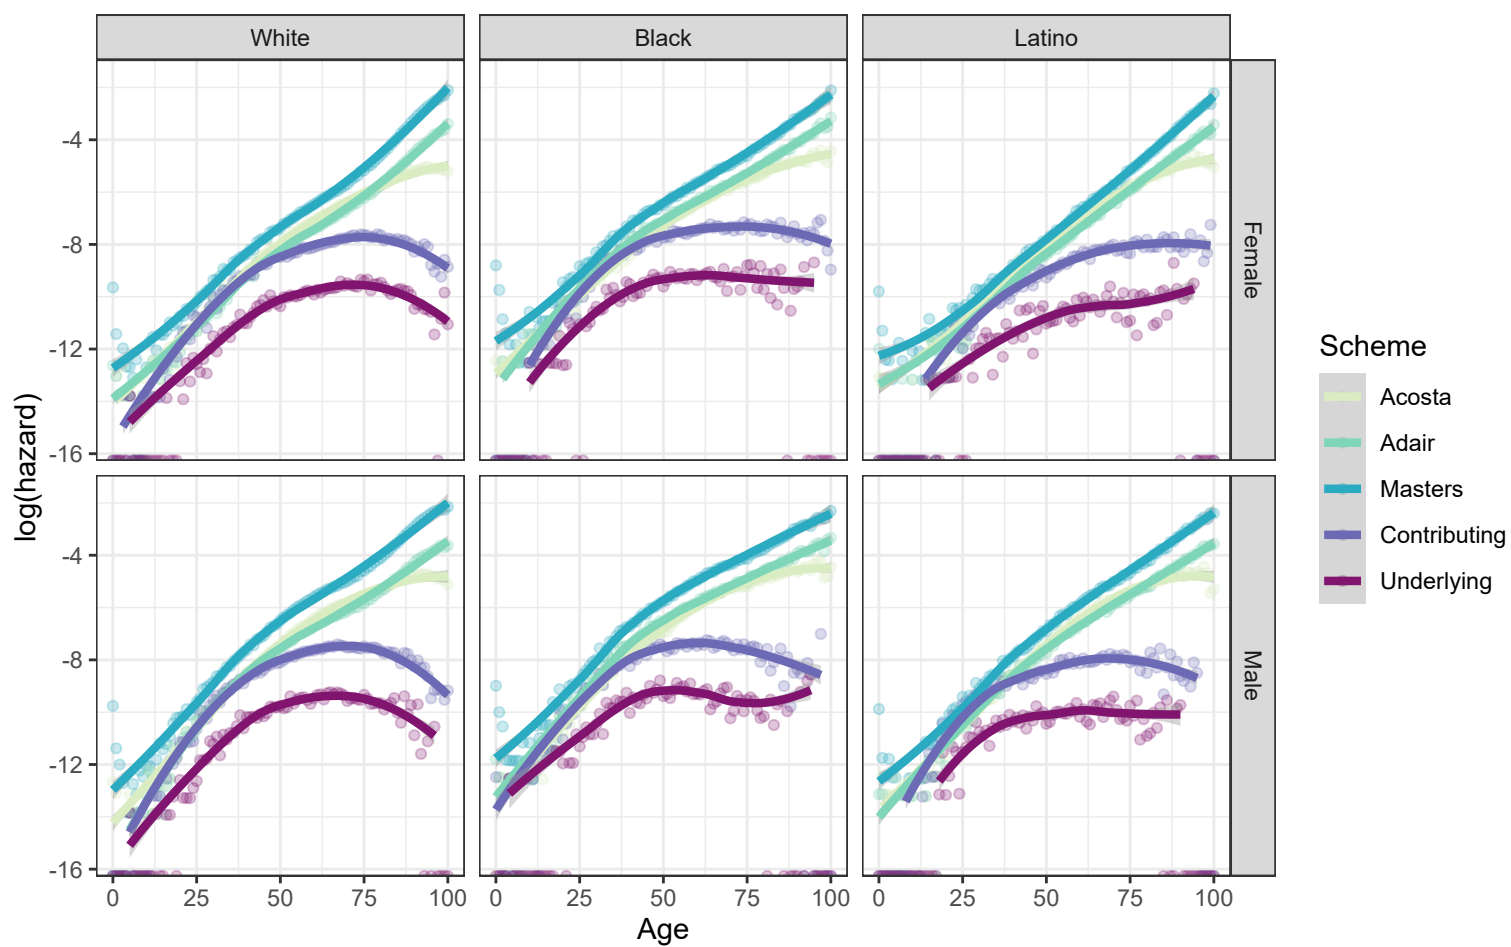 White
Black
Latino
Female
Male
-4
-8
-12
-16
-4
-8
-12
-16
log(hazard)
0 25 50 75 100
0 25 50 75 100
0 25 50 75 100
Age
Scheme
Acosta
Adair
Masters
Contributing
Underlying